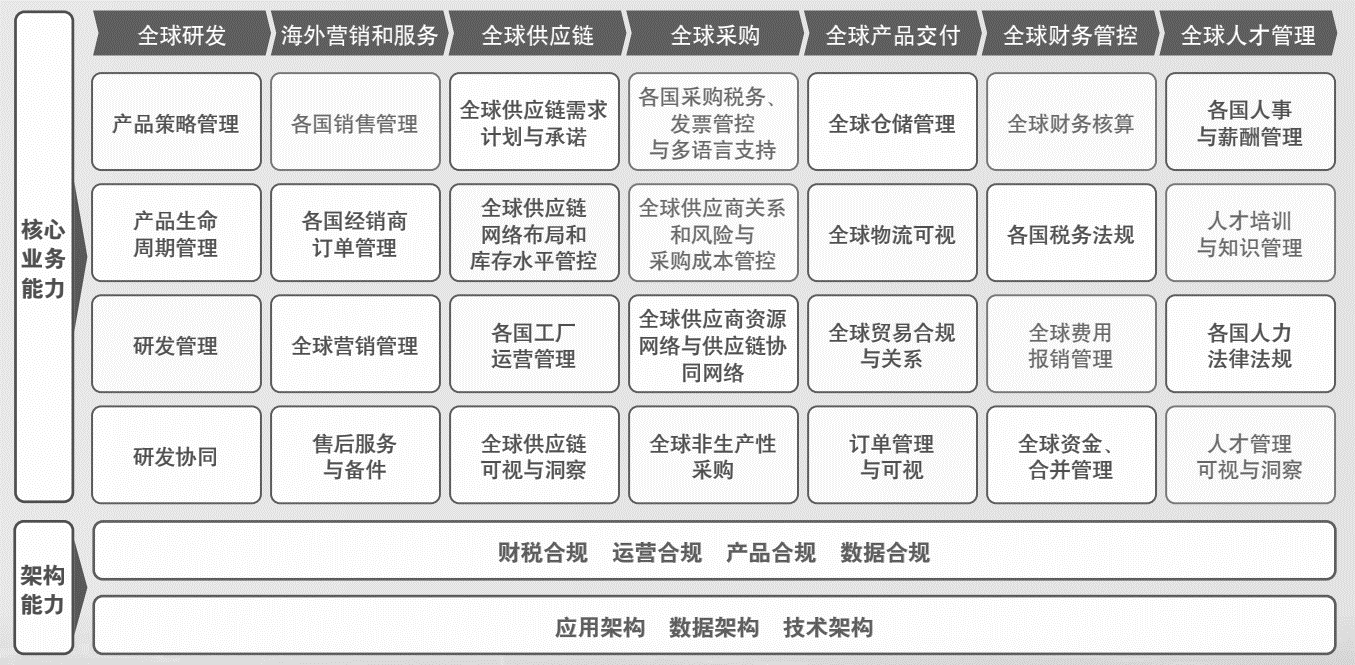 全球研发
海外营销和服务
全球供应链
全球采购
全球产品交付
全球财务管控
全球人才管理
核心
业务
能力
产品策略管理
各国销售管理
全球供应链需求
计划与承诺
各国采购税务、
发票管控
与多语言支持
全球仓储管理
全球财务核算
各国人事
与薪酬管理
产品生命
周期管理
各国经销商
订单管理
全球供应链
网络布局和
库存水平管控
全球供应商关系
和风险与
采购成本管控
全球物流可视
各国税务法规
人才培训
与知识管理
研发管理
全球营销管理
各国工厂
运营管理
全球供应商资源
网络与供应链协
同网络
全球贸易合规
与关系
全球费用
报销管理
各国人力
法律法规
研发协同
售后服务
与备件
全球供应链
可视与洞察
全球非生产性
采购
订单管理
与可视
全球资金、
合并管理
人才管理
可视与洞察
架构
能力
财税合规 运营合规 产品合规 数据合规
应用架构 数据架构 技术架构